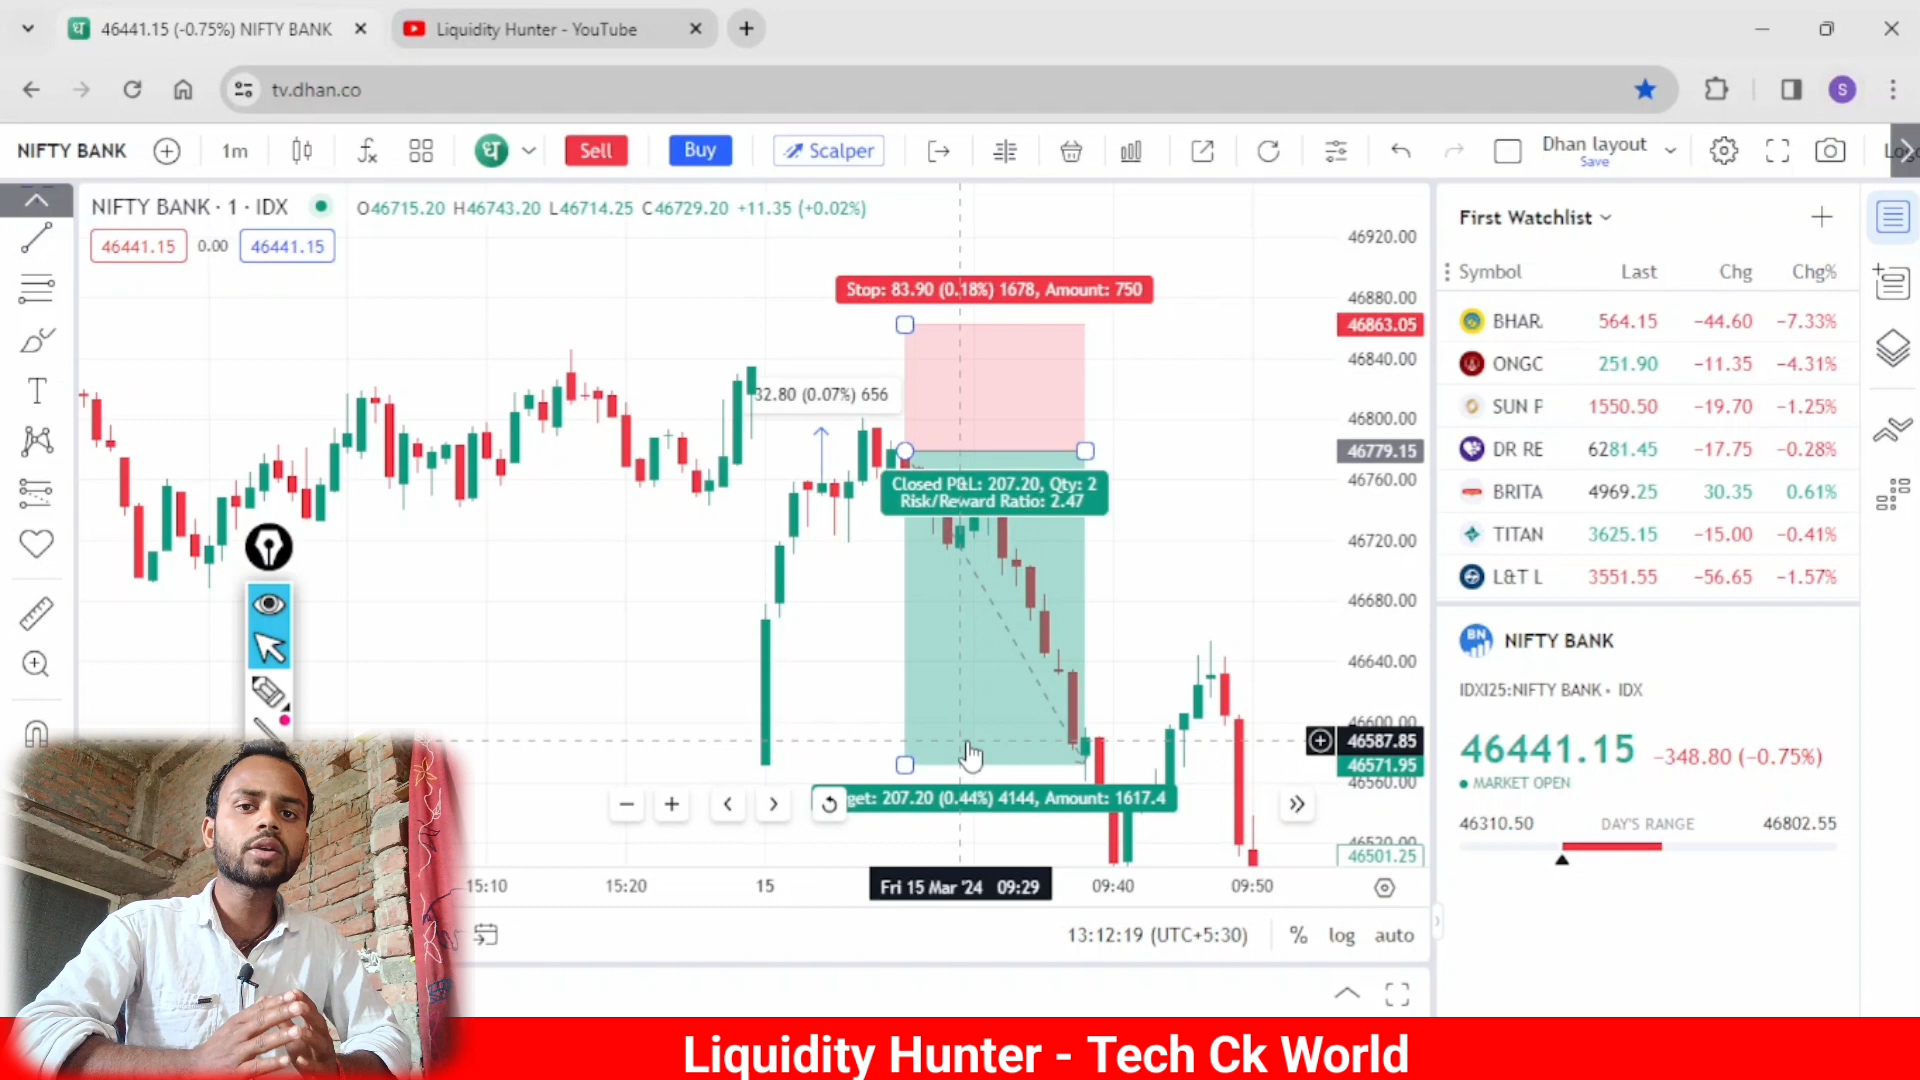 46441.15 (-0.75%) NIFTY BANK
Liquidity Hunter - YouTube
tv.dhan.co
S
NIFTY BANK
1m
Sell
Buy
Scalper
Dhan layout
Save
NIFTY BANK · 1 · IDX
O46715.20 H46743.20 L46714.25 C46729.20 +11.35 (+0.02%)
46441.15
0.00
46441.15
Stop: 83.90 (0.18%) 1678, Amount: 750
32.80 (0.07%) 656
Closed P&L: 207.20, Qty: 2
Risk/Reward Ratio: 2.47
get: 207.20 (0.44%) 4144, Amount: 1617.4
46920.00
46880.00
46863.05
46840.00
46800.00
46779.15
46760.00
46720.00
46680.00
46640.00
46600.00
46587.85
46571.95
46560.00
46520.00
46501.25
15:10
15:20
15
Fri 15 Mar '24 09:29
09:40
09:50
13:12:19 (UTC+5:30)
%
log
auto
First Watchlist
Symbol Last Chg Chg%
BHAR 564.15 −44.60 −7.33%
ONGC 251.90 −11.35 −4.31%
SUN P 1550.50 −19.70 −1.25%
DR RE 6281.45 −17.75 −0.28%
BRITA 4969.25 30.35 0.61%
TITAN 3625.15 −15.00 −0.41%
L&T L 3551.55 −56.65 −1.57%
BN
NIFTY BANK
IDXI25:NIFTY BANK • IDX
46441.15 −348.80 (−0.75%)
MARKET OPEN
46310.50 DAY'S RANGE 46802.55
Liquidity Hunter - Tech Ck World